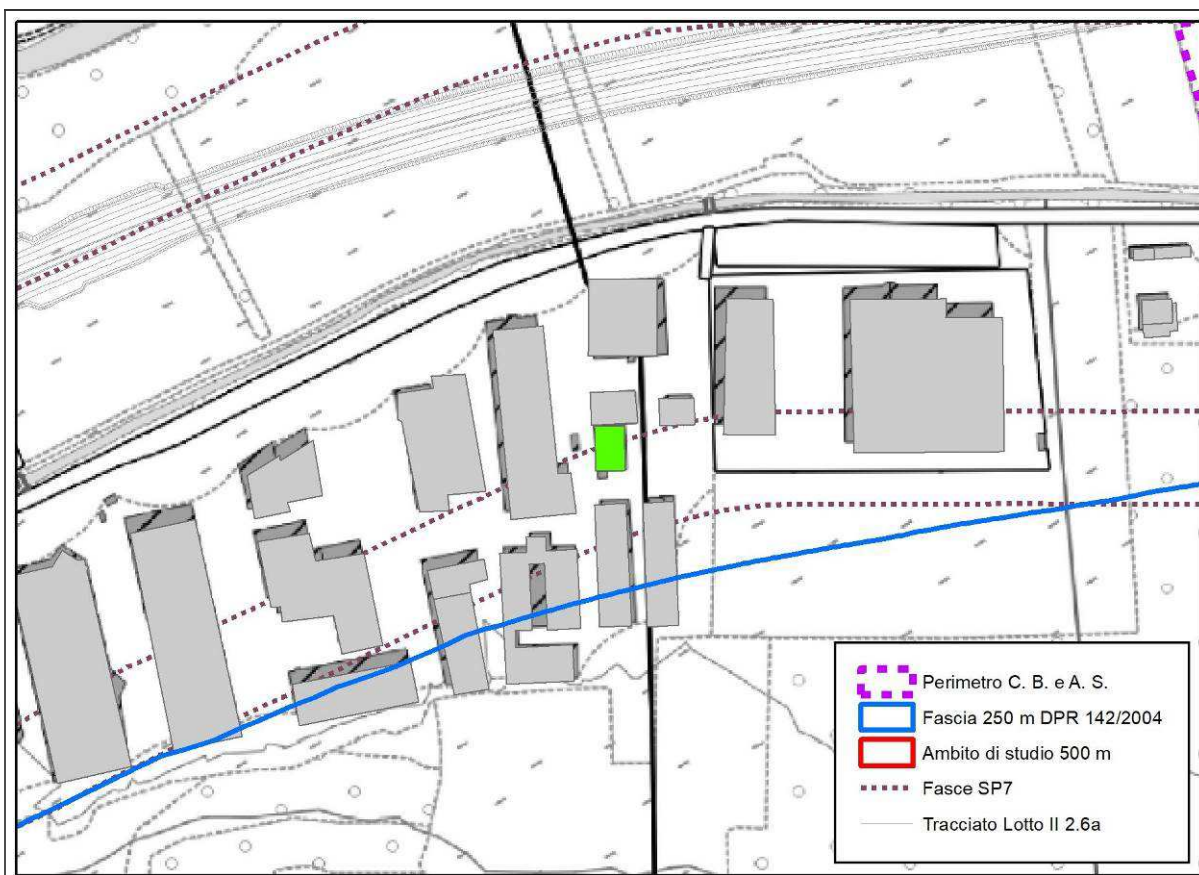 Perimetro C. B. e A. S.
Fascia 250 m DPR 142/2004
Ambito di studio 500 m
Fasce SP7
Tracciato Lotto II 2.6a